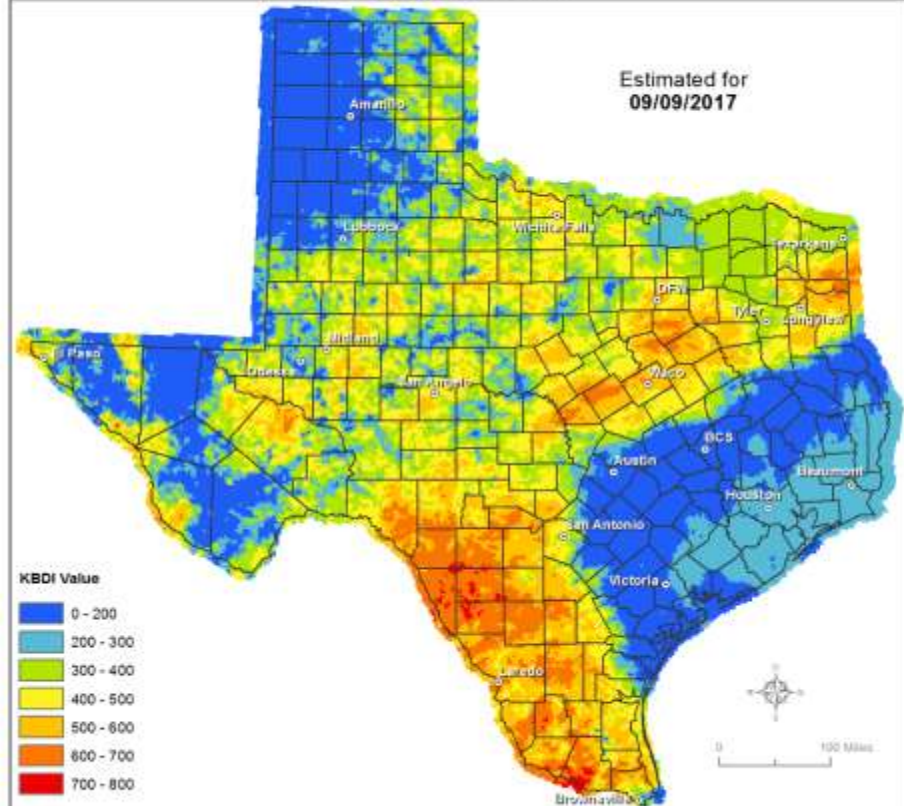 Estimated for
09/09/2017
Amarillo
Lubbock
Wichita Falls
Texarkana
DFW
Tyler
Longview
El Paso
Midland
Odessa
San Angelo
Waco
BCS
Austin
Beaumont
Houston
San Antonio
Victoria
KBDI Value
0 - 200
200 - 300
300 - 400
400 - 500
500 - 600
600 - 700
700 - 800
Laredo
0 100 Miles
Brownsville